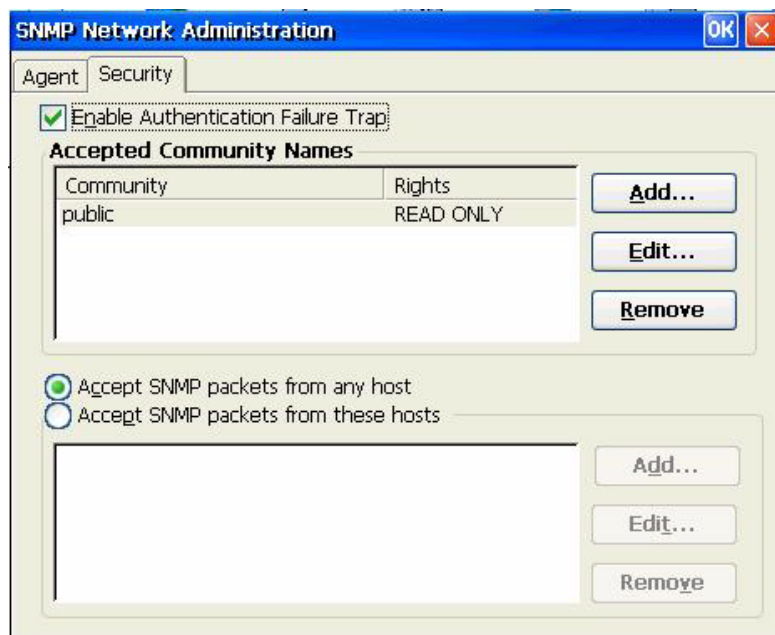 SNMP Network Administration OK
Agent Security
Enable Authentication Failure Trap
Accepted Community Names
Community Rights
public READ ONLY
Add...
Edit...
Remove
Accept SNMP packets from any host
Accept SNMP packets from these hosts
Add...
Edit...
Remove